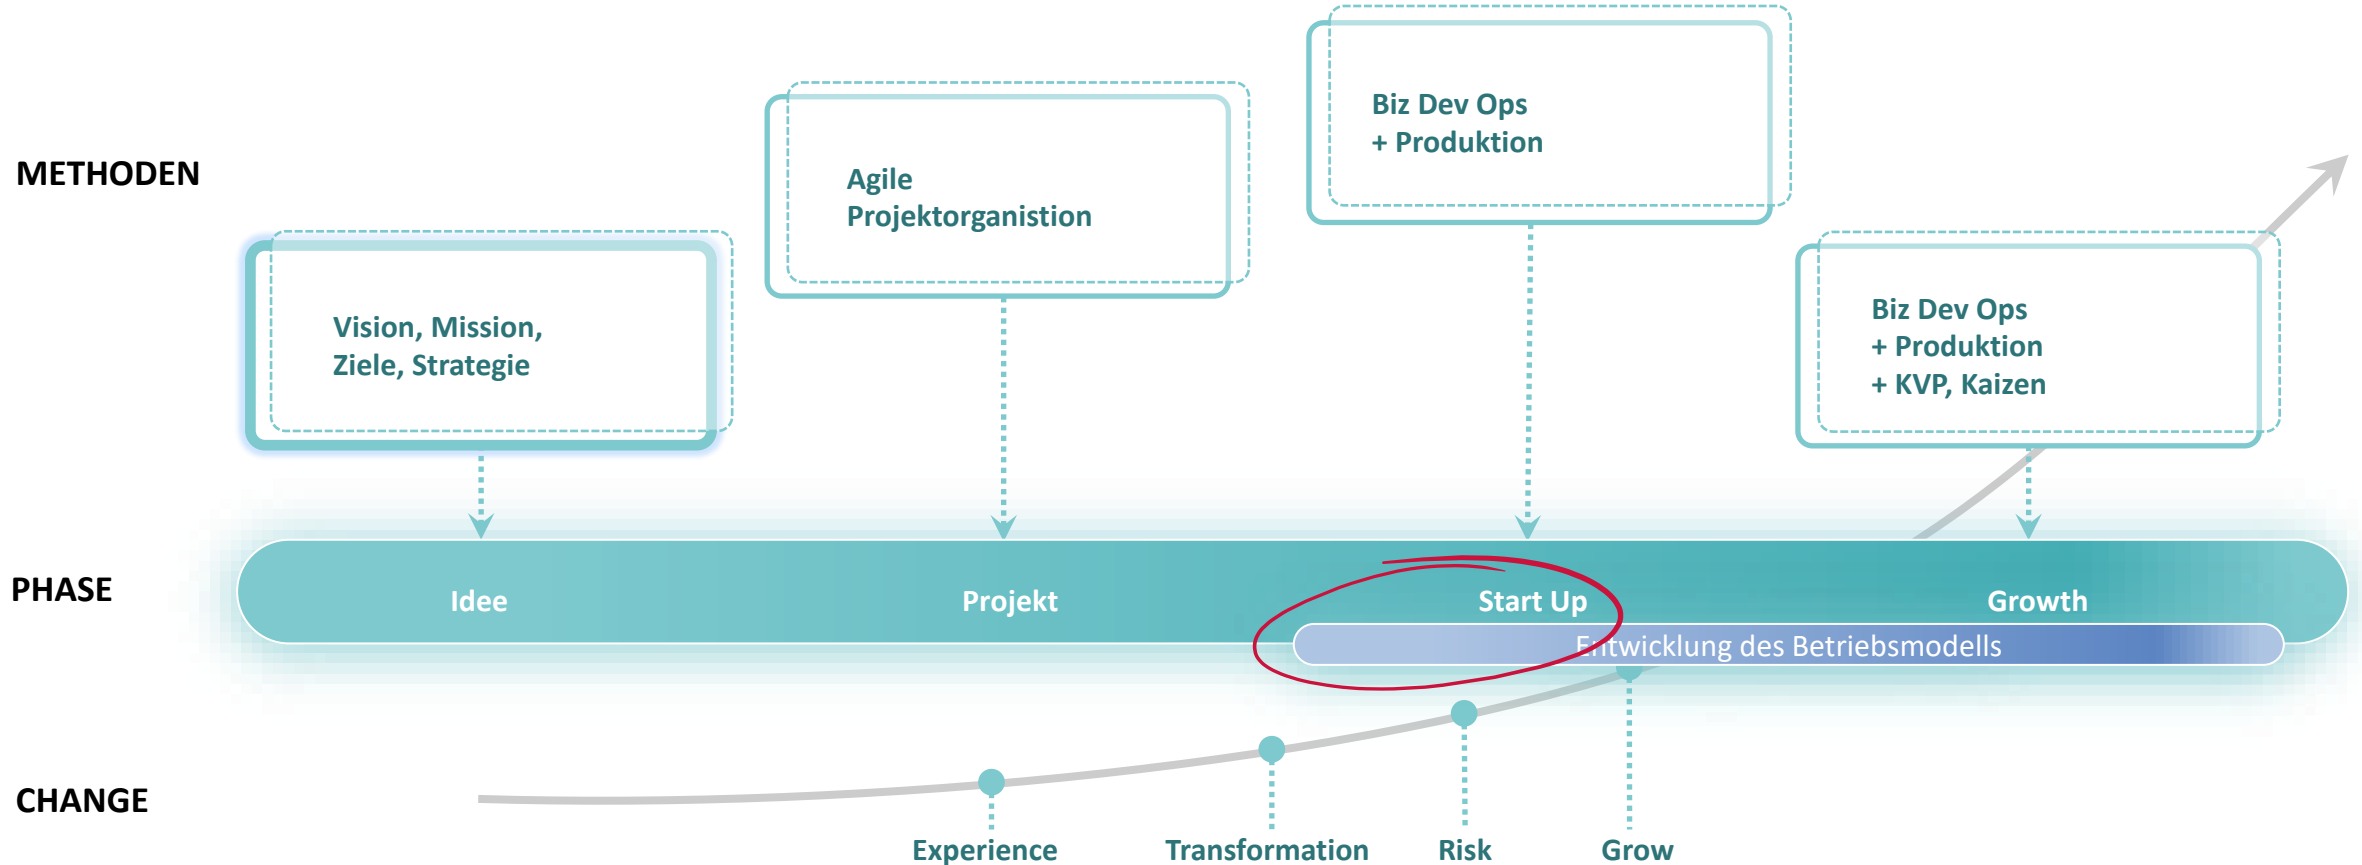 METHODEN
Vision, Mission,
Ziele, Strategie
Agile
Projektorganistion
Biz Dev Ops
+ Produktion
Biz Dev Ops
+ Produktion
+ KVP, Kaizen
PHASE
Idee
Projekt
Start Up
Growth
Entwicklung des Betriebsmodells
CHANGE
Experience
Transformation
Risk
Grow